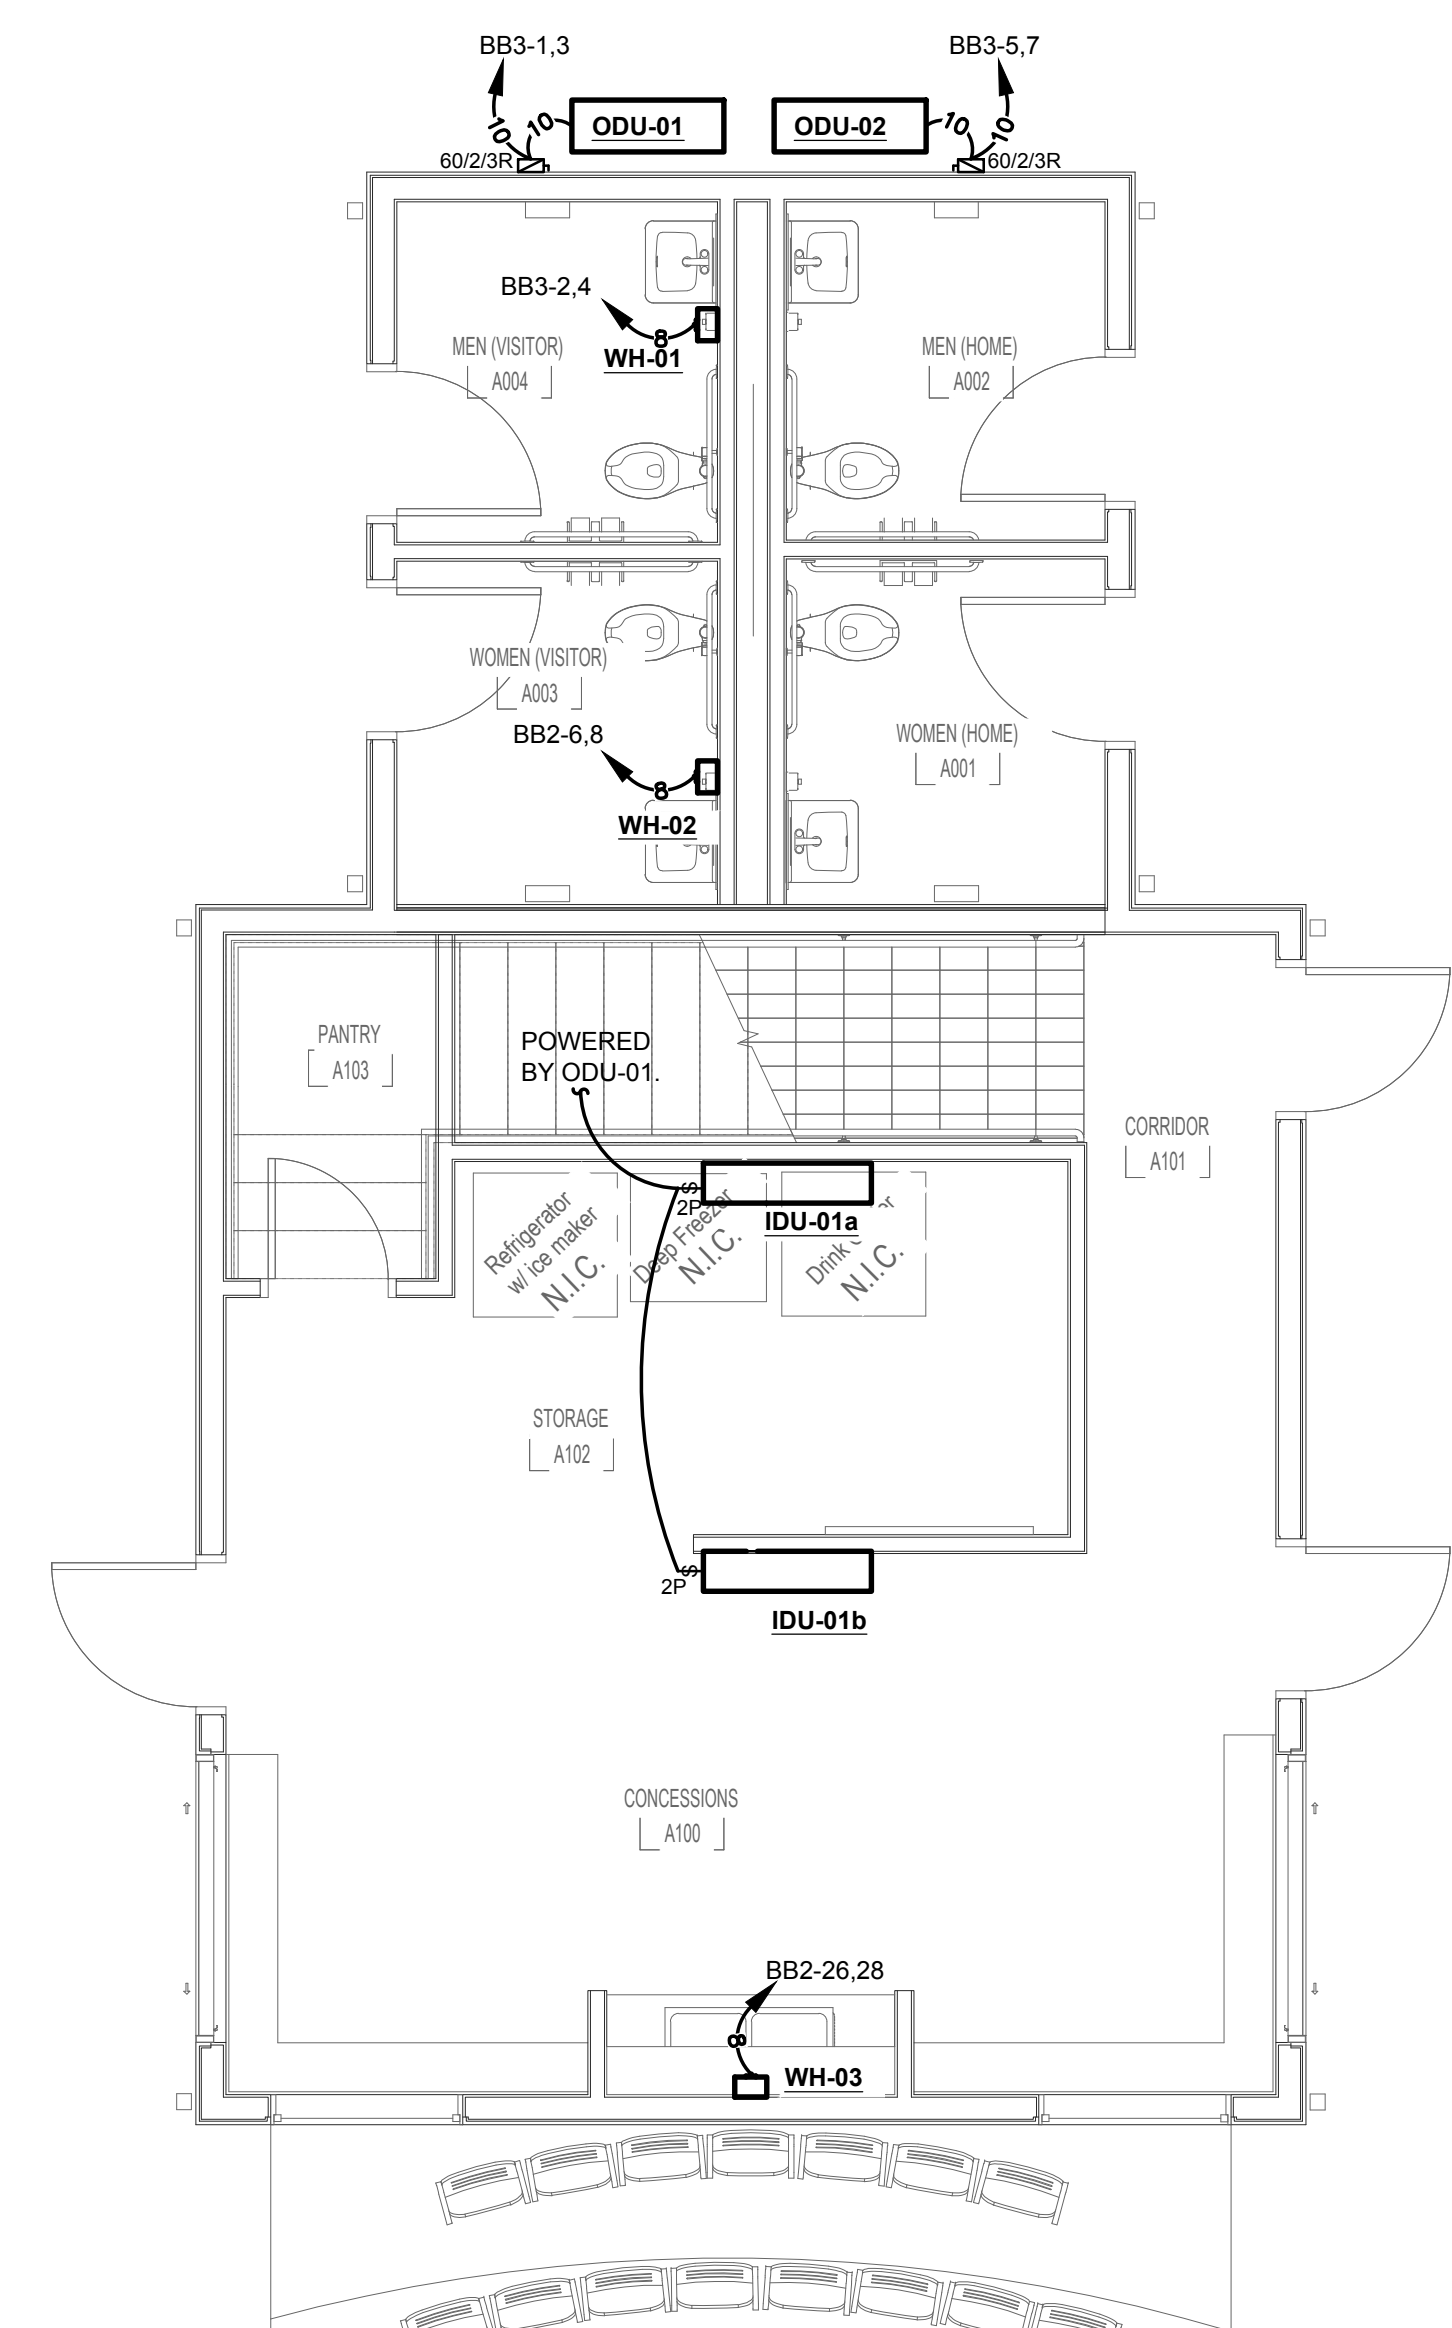 BB3-1,3
BB3-5,7
10
10
ODU-01
ODU-02
10
10
60/2/3R
60/2/3R
BB3-2,4
8
WH-01
MEN (VISITOR)
A004
MEN (HOME)
A002
WOMEN (VISITOR)
A003
BB2-6,8
8
WH-02
WOMEN (HOME)
A001
PANTRY
A103
POWERED
BY ODU-01.
S
CORRIDOR
A101
S
2P
IDU-01a
Refrigerator
w/ ice maker
N.I.C.
Deep Freezer
N.I.C.
Drink
N.I.C.
STORAGE
A102
S
2P
IDU-01b
CONCESSIONS
A100
BB2-26,28
8
WH-03